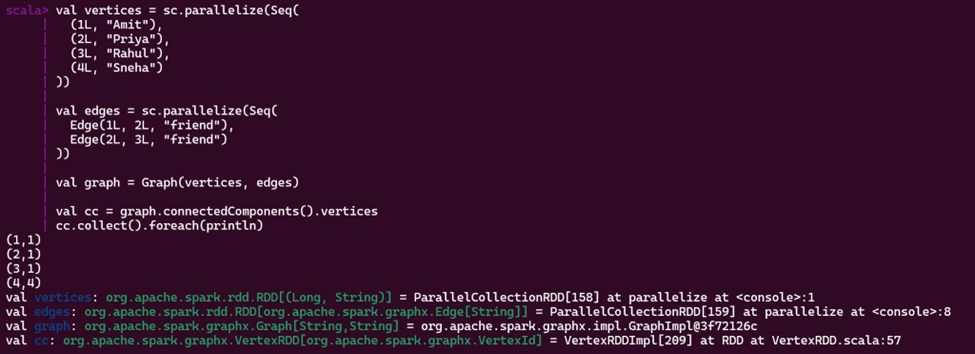 scala> val vertices = sc.parallelize(Seq(
     |   (1L, "Amit"),
     |   (2L, "Priya"),
     |   (3L, "Rahul"),
     |   (4L, "Sneha")
     | ))
     |
     | val edges = sc.parallelize(Seq(
     |   Edge(1L, 2L, "friend"),
     |   Edge(2L, 3L, "friend")
     | ))
     |
     | val graph = Graph(vertices, edges)
     |
     | val cc = graph.connectedComponents().vertices
     | cc.collect().foreach(println)
(1,1)
(2,1)
(3,1)
(4,4)
val vertices: org.apache.spark.rdd.RDD[(Long, String)] = ParallelCollectionRDD[158] at parallelize at <console>:1
val edges: org.apache.spark.rdd.RDD[org.apache.spark.graphx.Edge[String]] = ParallelCollectionRDD[159] at parallelize at <console>:8
val graph: org.apache.spark.graphx.Graph[String,String] = org.apache.spark.graphx.impl.GraphImpl@3f72126c
val cc: org.apache.spark.graphx.VertexRDD[org.apache.spark.graphx.VertexId] = VertexRDDImpl[209] at RDD at VertexRDD.scala:57